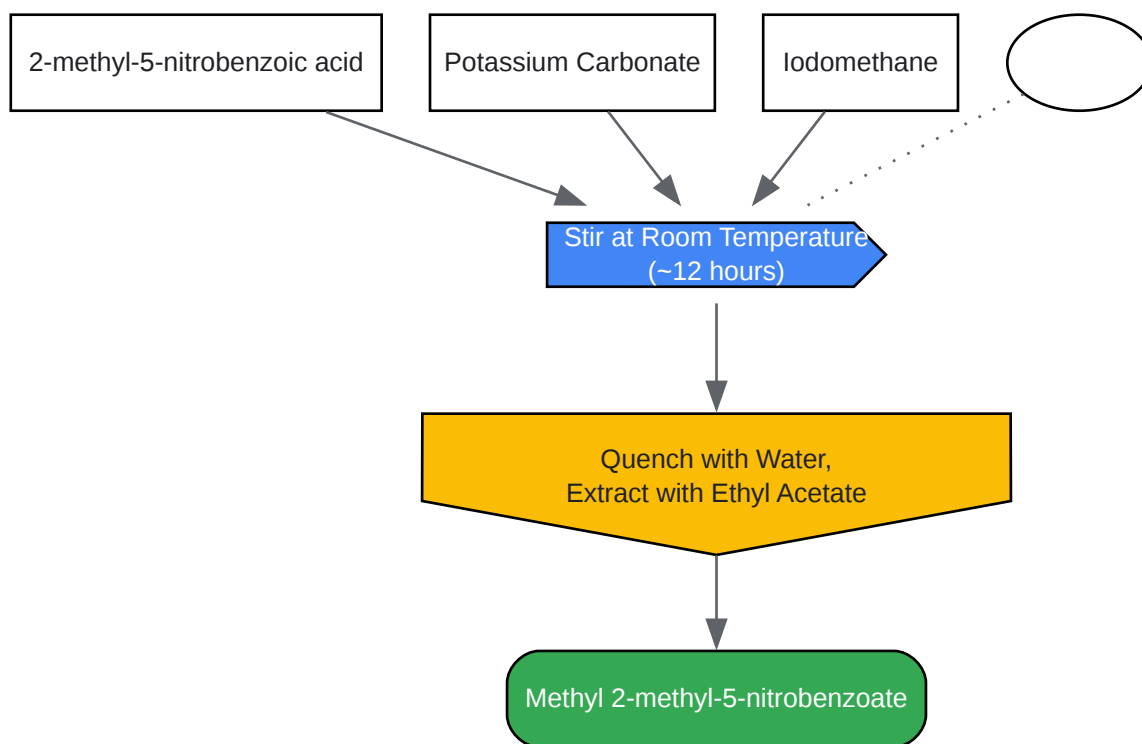 2-methyl-5-nitrobenzoic acid
Potassium Carbonate
Iodomethane
Stir at Room Temperature
(~12 hours)
Quench with Water,
Extract with Ethyl Acetate
Methyl 2-methyl-5-nitrobenzoate